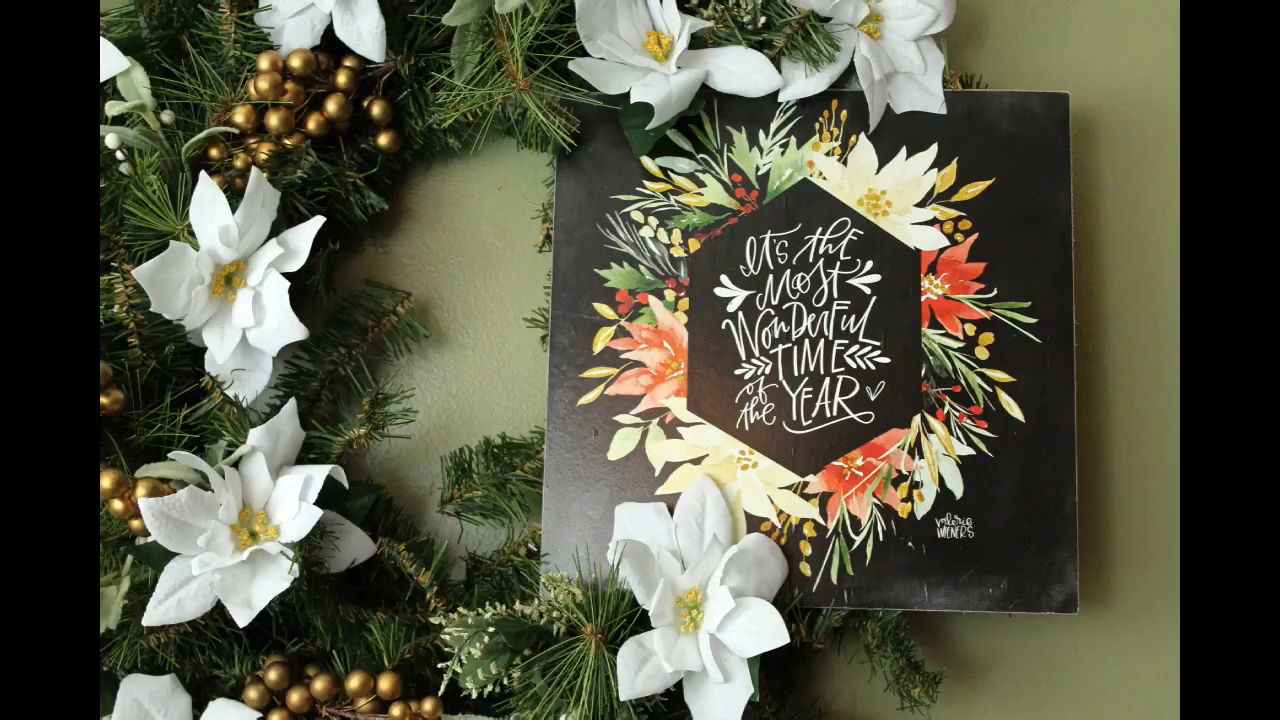 It's the
Most
Wonderful
TIME
of
the YEAR
Valerie
WIENERS